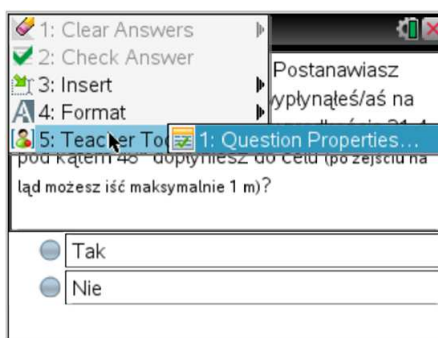 1: Clear Answers
2: Check Answer
3: Insert
4: Format
5: Teacher
1: Question Properties...
Postanawiasz
wypłynąłeś/aś na
pod kątem 48° dopłyniesz do celu (po zejściu na
ląd możesz iść maksymalnie 1 m)?
Tak
Nie